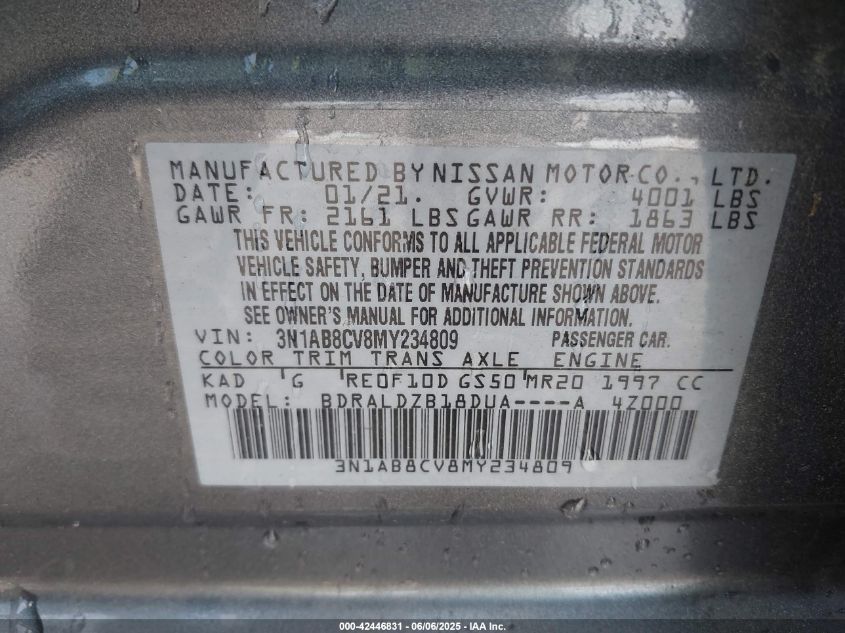 MANUFACTURED BY NISSAN MOTOR CO., LTD.
DATE: 01/21. GVWR: 4001 LBS
GAWR FR: 2161 LBS GAWR RR: 1863 LBS
THIS VEHICLE CONFORMS TO ALL APPLICABLE FEDERAL MOTOR
VEHICLE SAFETY, BUMPER AND THEFT PREVENTION STANDARDS
IN EFFECT ON THE DATE OF MANUFACTURE SHOWN ABOVE.
SEE OWNER'S MANUAL FOR ADDITIONAL INFORMATION.
VIN: 3N1AB8CV8MY234809 PASSENGER CAR.
COLOR TRIM TRANS AXLE ENGINE
KAD G RE0F10D GS50 MR20 1997 CC
MODEL: BDRALDZB18DUA----A 4Z000
3N1AB8CV8MY234809
000-42446831 - 06/06/2025 - IAA Inc.